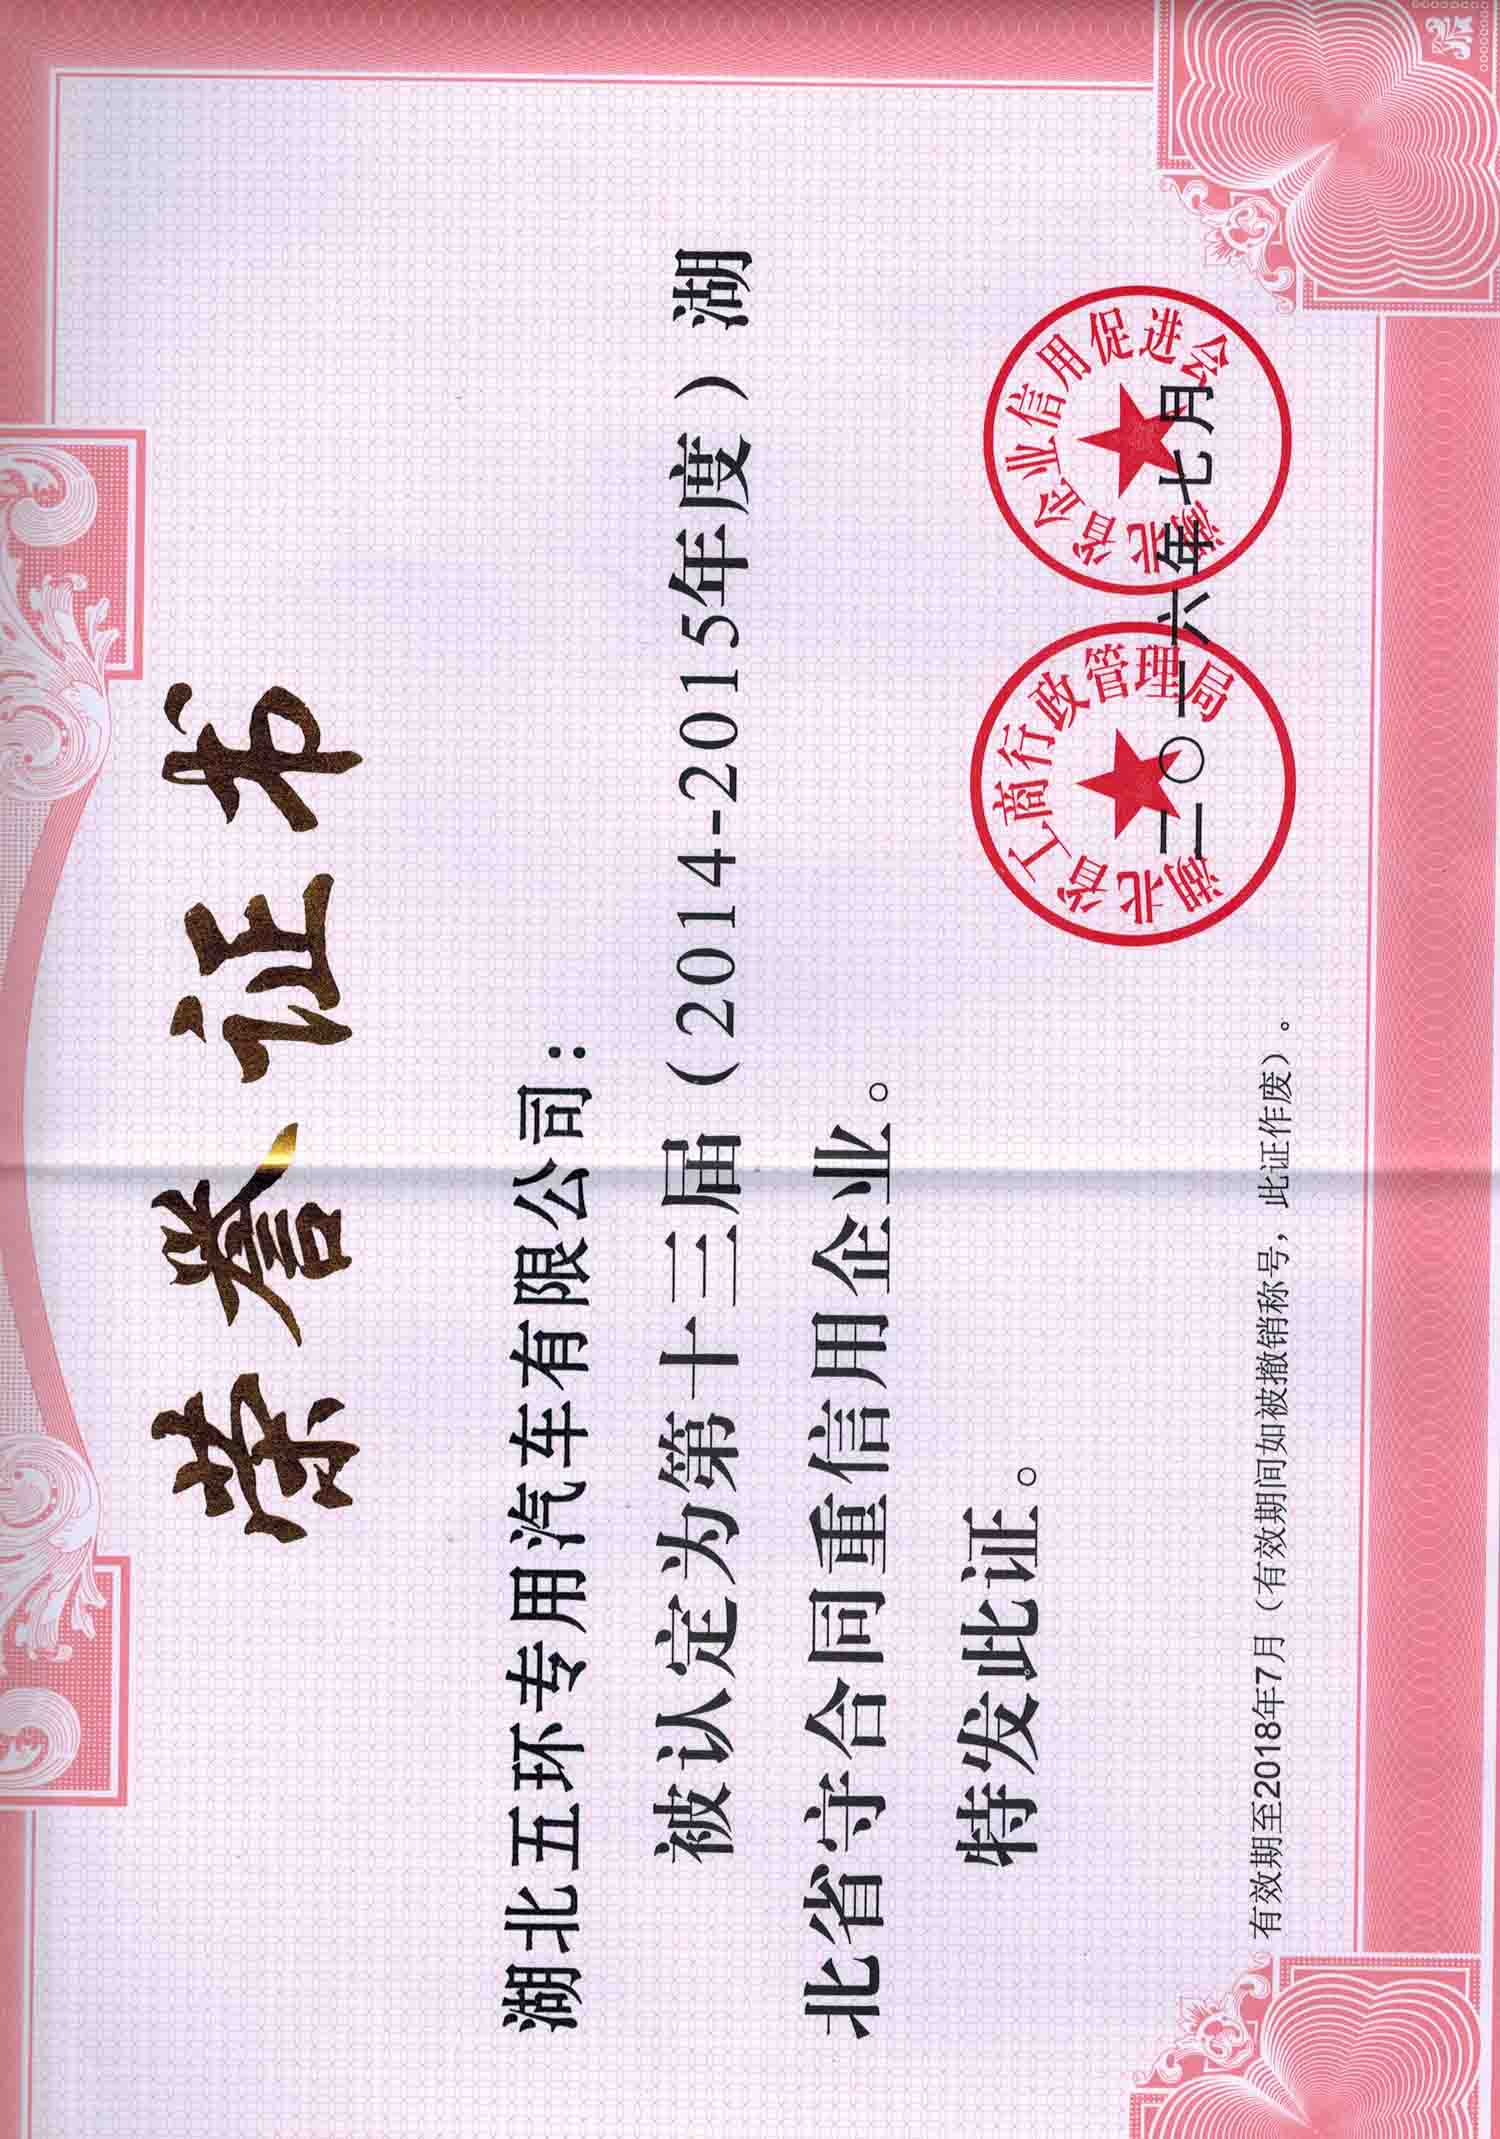 荣誉证书
湖北五环专用汽车有限公司：
被认定为第十三届（2014-2015年度）湖
北省守合同重信用企业。
特发此证。
湖北省工商行政管理局
湖北省企业信用促进会
二〇一六年七月
有效期至2018年7月（有效期间如被撤销称号，此证作废）。